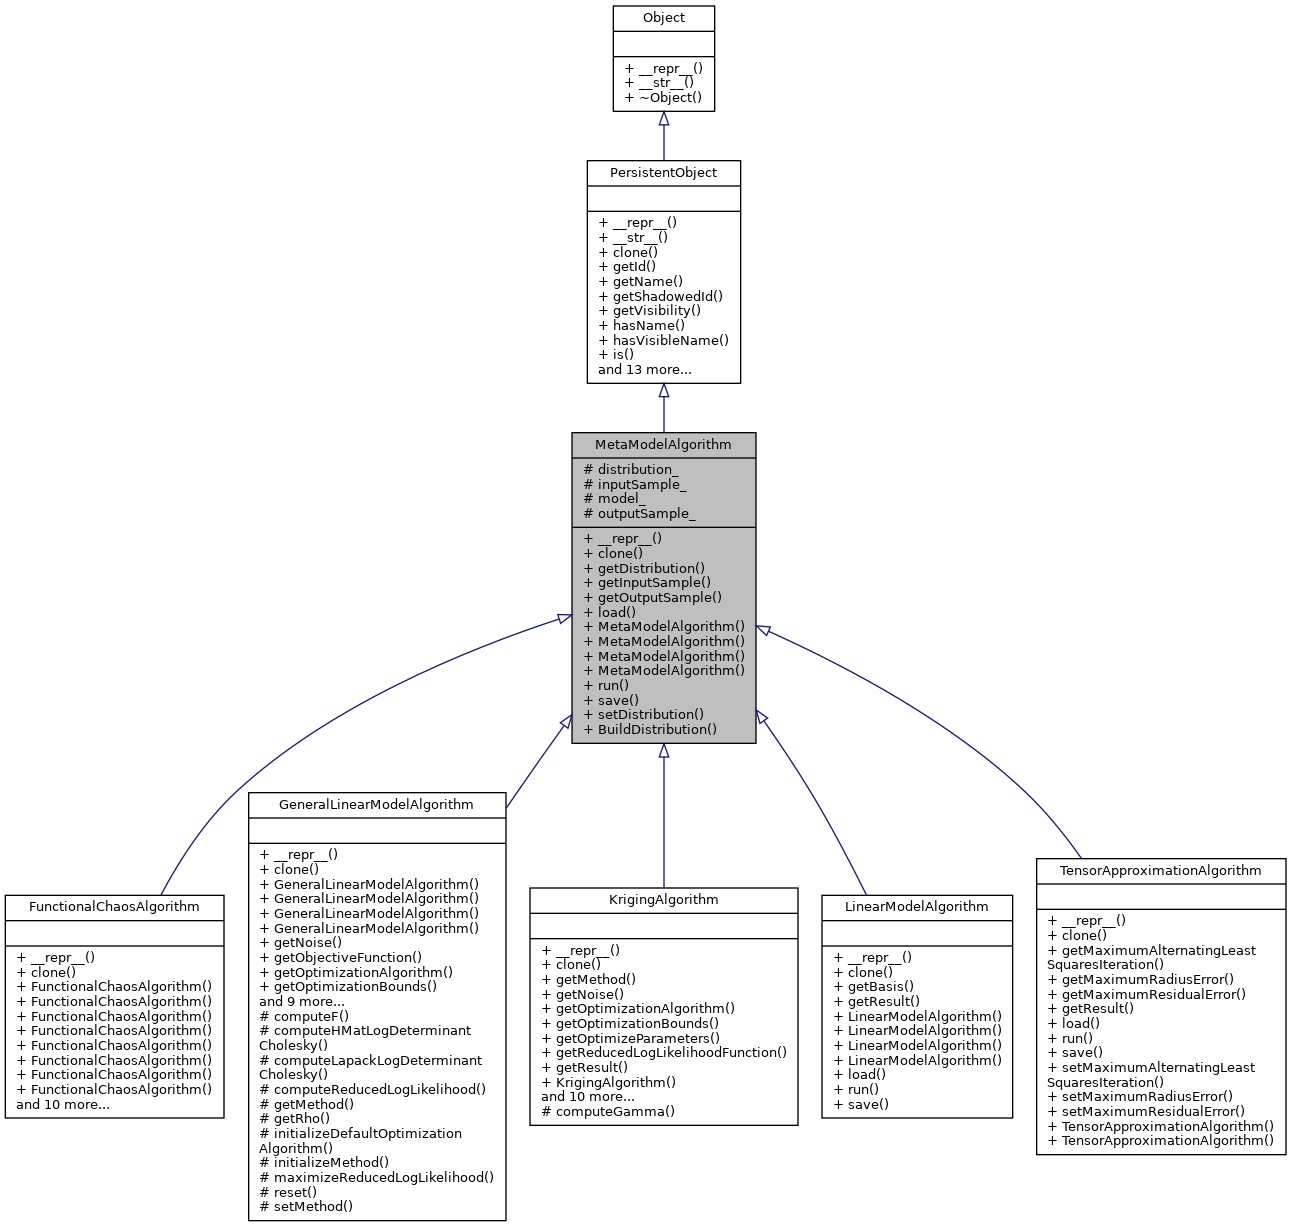 Object
+ __repr__()
+ __str__()
+ ~Object()
PersistentObject
+ __repr__()
+ __str__()
+ clone()
+ getId()
+ getName()
+ getShadowedId()
+ getVisibility()
+ hasName()
+ hasVisibleName()
+ is()
and 13 more...
MetaModelAlgorithm
# distribution_
# inputSample_
# model_
# outputSample_
+ __repr__()
+ clone()
+ getDistribution()
+ getInputSample()
+ getOutputSample()
+ load()
+ MetaModelAlgorithm()
+ MetaModelAlgorithm()
+ MetaModelAlgorithm()
+ MetaModelAlgorithm()
+ run()
+ save()
+ setDistribution()
+ BuildDistribution()
FunctionalChaosAlgorithm
+ __repr__()
+ clone()
+ FunctionalChaosAlgorithm()
+ FunctionalChaosAlgorithm()
+ FunctionalChaosAlgorithm()
+ FunctionalChaosAlgorithm()
+ FunctionalChaosAlgorithm()
+ FunctionalChaosAlgorithm()
+ FunctionalChaosAlgorithm()
+ FunctionalChaosAlgorithm()
and 10 more...
GeneralLinearModelAlgorithm
+ __repr__()
+ clone()
+ GeneralLinearModelAlgorithm()
+ GeneralLinearModelAlgorithm()
+ GeneralLinearModelAlgorithm()
+ GeneralLinearModelAlgorithm()
+ getNoise()
+ getObjectiveFunction()
+ getOptimizationAlgorithm()
+ getOptimizationBounds()
and 9 more...
# computeF()
# computeHMatLogDeterminant
Cholesky()
# computeLapackLogDeterminant
Cholesky()
# computeReducedLogLikelihood()
# getMethod()
# getRho()
# initializeDefaultOptimization
Algorithm()
# initializeMethod()
# maximizeReducedLogLikelihood()
# reset()
# setMethod()
KrigingAlgorithm
+ __repr__()
+ clone()
+ getMethod()
+ getNoise()
+ getOptimizationAlgorithm()
+ getOptimizationBounds()
+ getOptimizeParameters()
+ getReducedLogLikelihoodFunction()
+ getResult()
+ KrigingAlgorithm()
and 10 more...
# computeGamma()
LinearModelAlgorithm
+ __repr__()
+ clone()
+ getBasis()
+ getResult()
+ LinearModelAlgorithm()
+ LinearModelAlgorithm()
+ LinearModelAlgorithm()
+ LinearModelAlgorithm()
+ load()
+ run()
+ save()
TensorApproximationAlgorithm
+ __repr__()
+ clone()
+ getMaximumAlternatingLeast
SquaresIteration()
+ getMaximumRadiusError()
+ getMaximumResidualError()
+ getResult()
+ load()
+ run()
+ save()
+ setMaximumAlternatingLeast
SquaresIteration()
+ setMaximumRadiusError()
+ setMaximumResidualError()
+ TensorApproximationAlgorithm()
+ TensorApproximationAlgorithm()